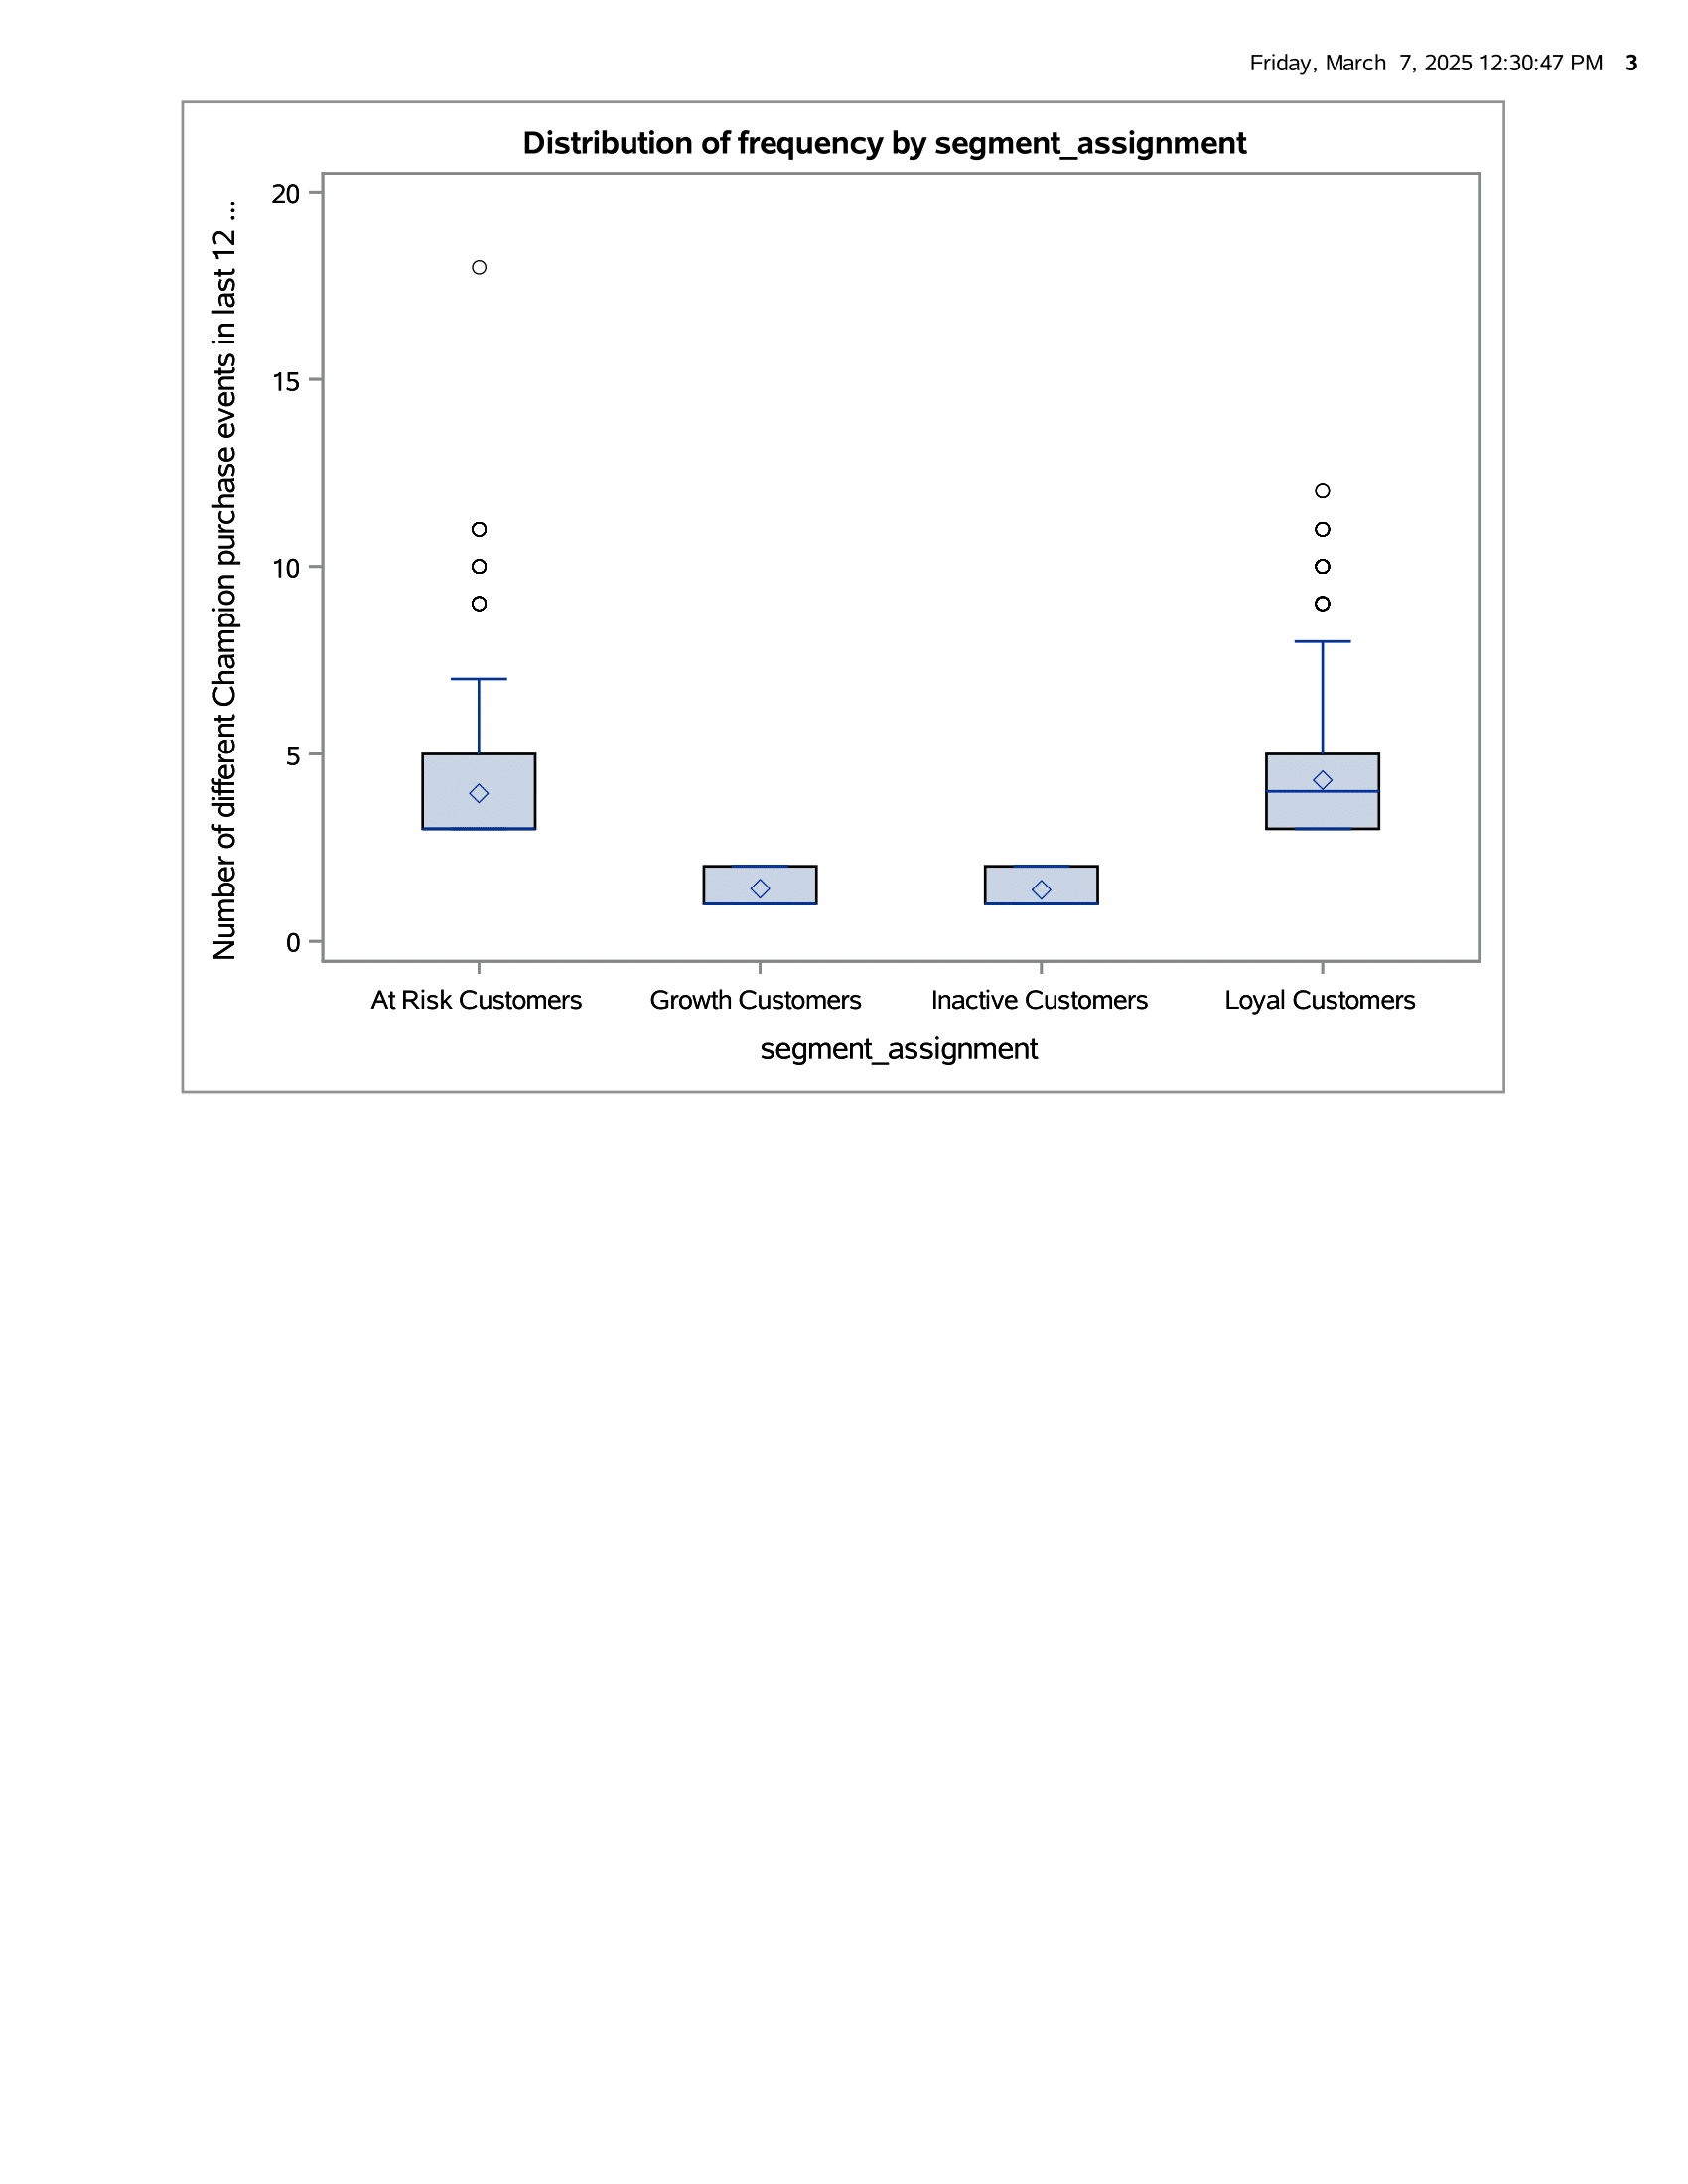 Friday, March 7, 2025 12:30:47 PM 3
Distribution of frequency by segment_assignment
Number of different Champion purchase events in last 12 ...
20
15
10
5
0
At Risk Customers Growth Customers Inactive Customers Loyal Customers
segment_assignment